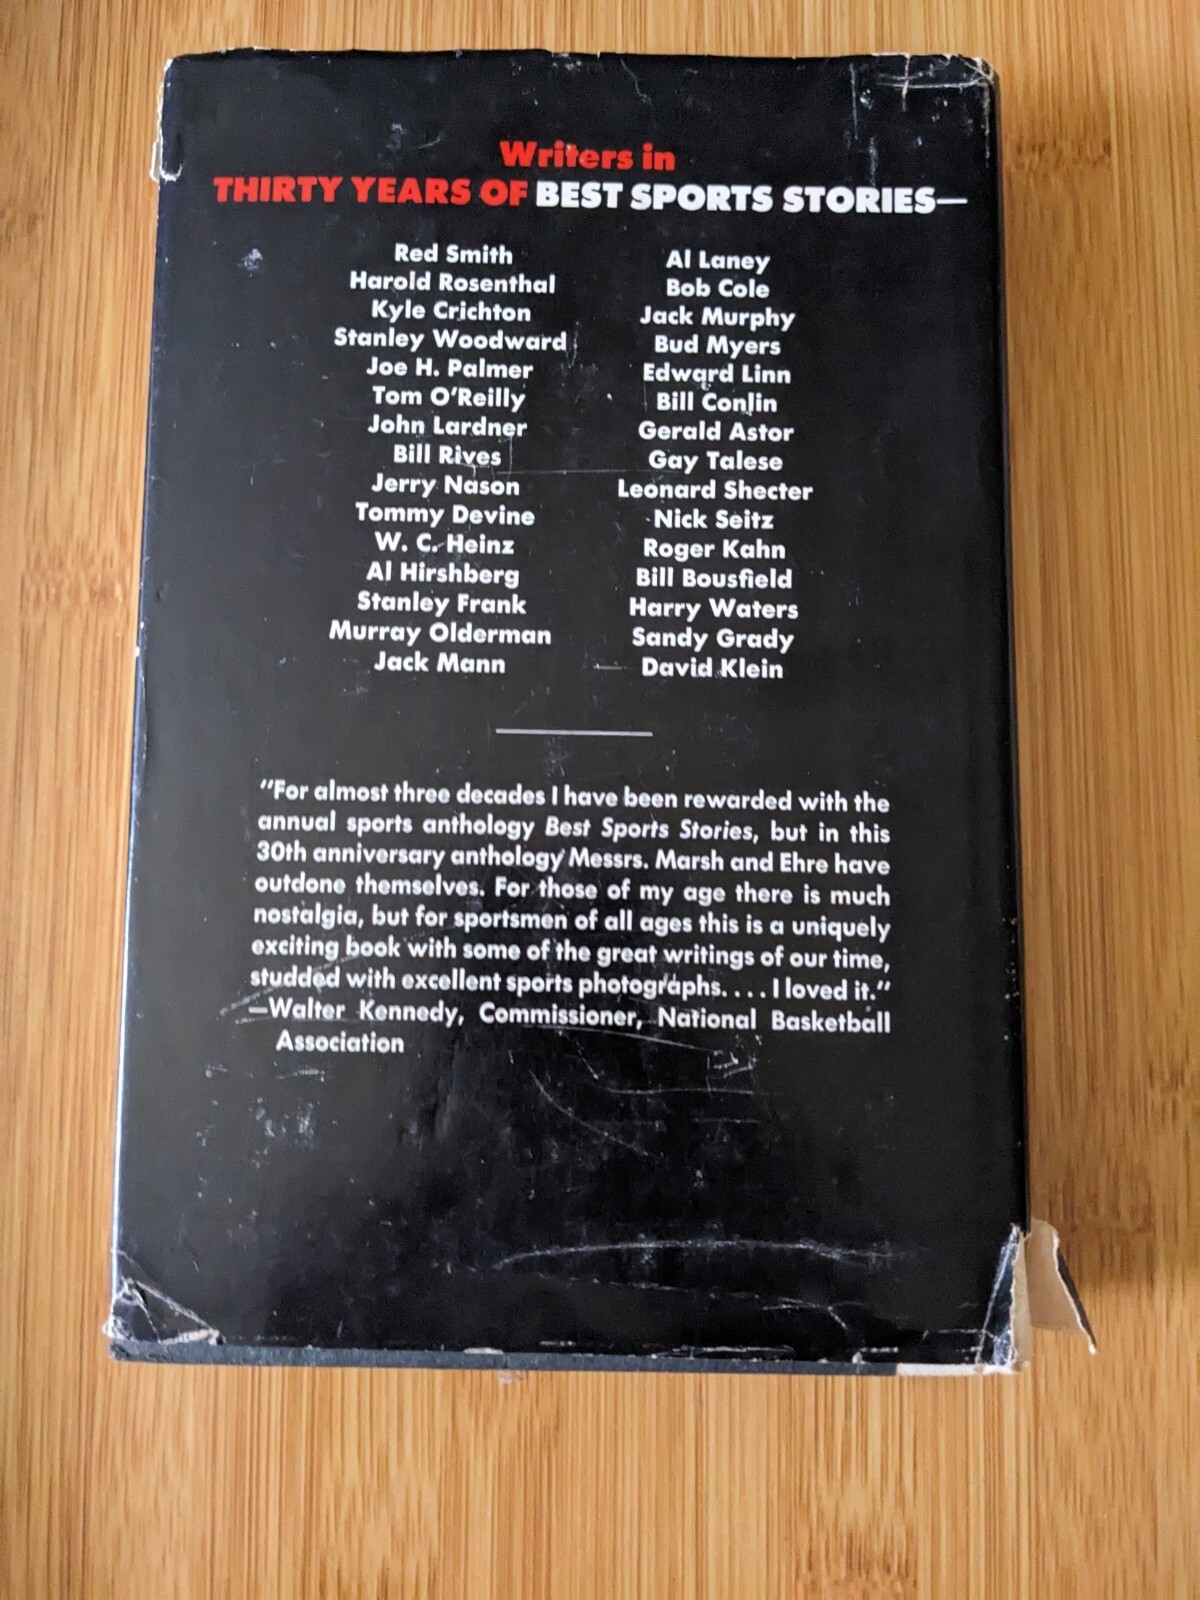 Writers in
THIRTY YEARS OF BEST SPORTS STORIES—
Red Smith
Harold Rosenthal
Kyle Crichton
Stanley Woodward
Joe H. Palmer
Tom O'Reilly
John Lardner
Bill Rives
Jerry Nason
Tommy Devine
W. C. Heinz
Al Hirshberg
Stanley Frank
Murray Olderman
Jack Mann
Al Laney
Bob Cole
Jack Murphy
Bud Myers
Edward Linn
Bill Conlin
Gerald Astor
Gay Talese
Leonard Shecter
Nick Seitz
Roger Kahn
Bill Bousfield
Harry Waters
Sandy Grady
David Klein
"For almost three decades I have been rewarded with the
annual sports anthology Best Sports Stories, but in this
30th anniversary anthology Messrs. Marsh and Ehre have
outdone themselves. For those of my age there is much
nostalgia, but for sportsmen of all ages this is a uniquely
exciting book with some of the great writings of our time,
studded with excellent sports photographs. . . . I loved it."
—Walter Kennedy, Commissioner, National Basketball
Association